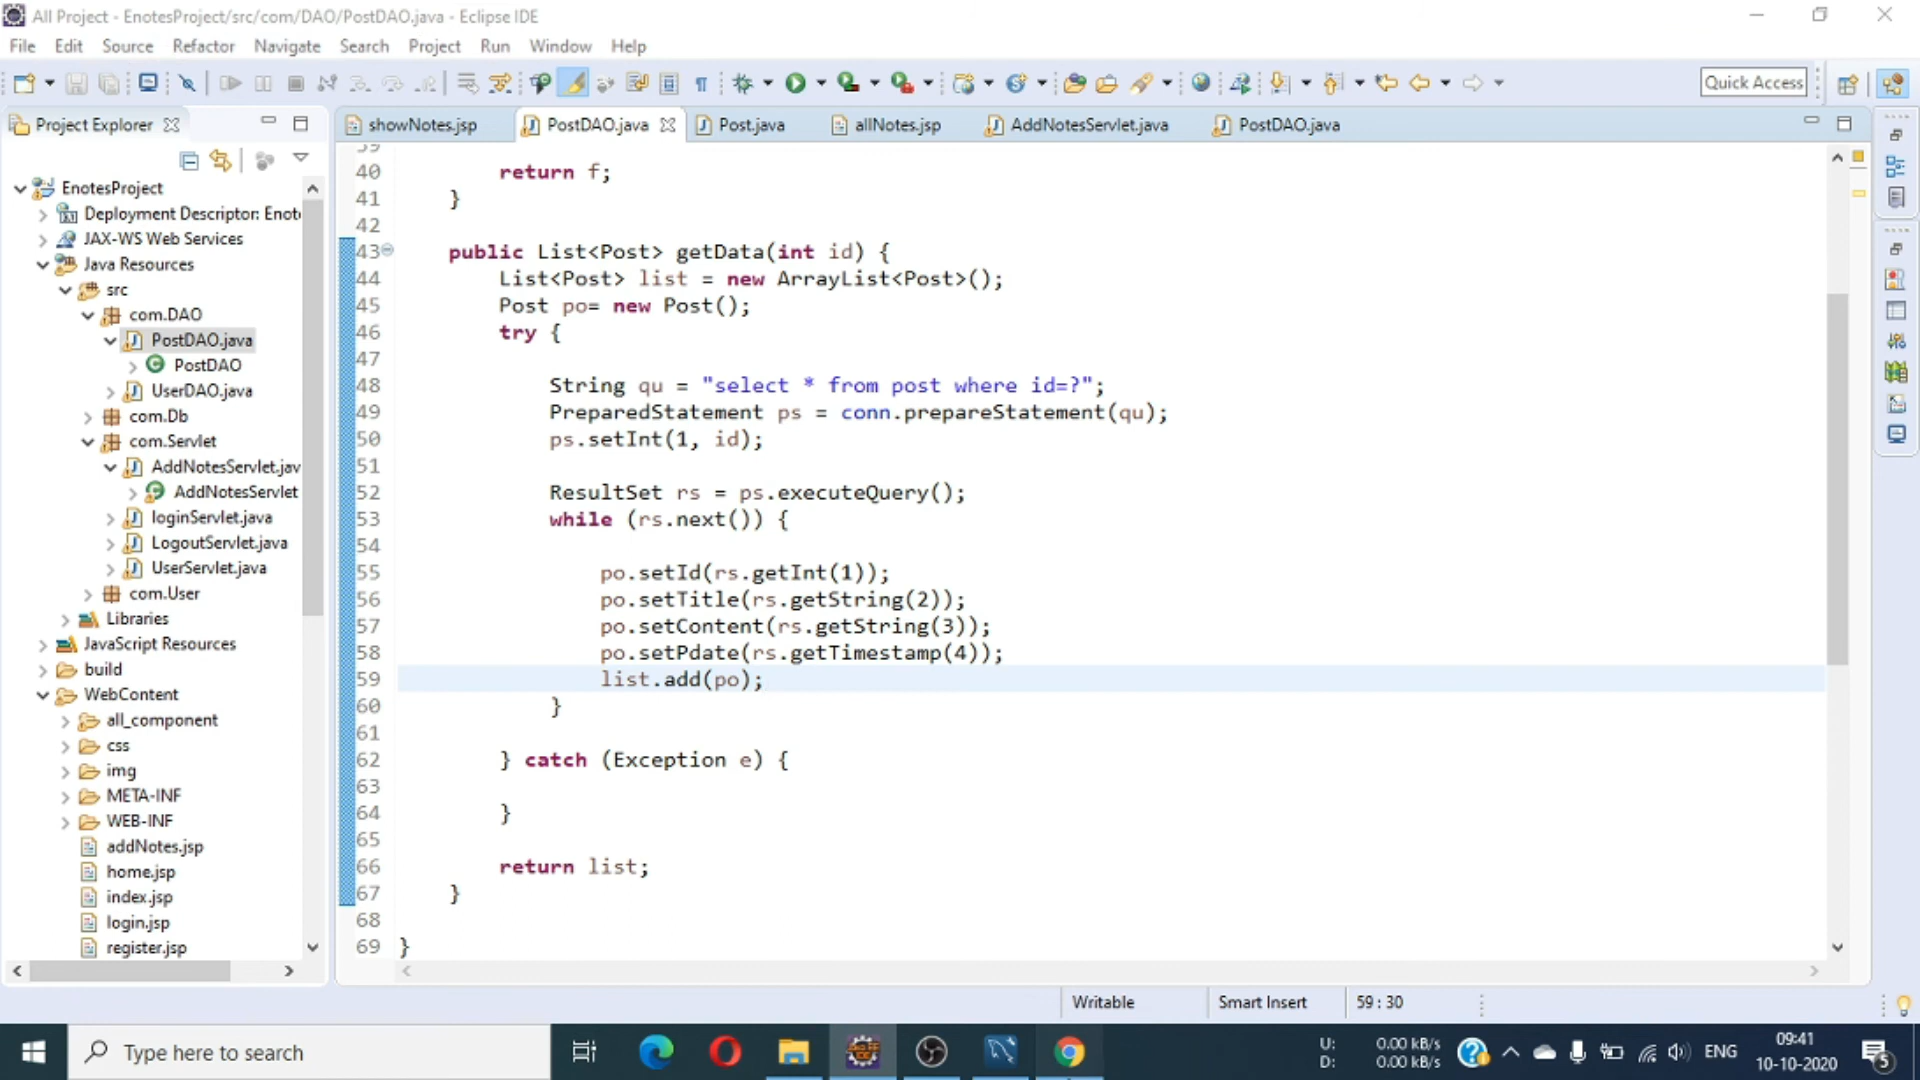 All Project - EnotesProject/src/com/DAO/PostDAO.java - Eclipse IDE
File Edit Source Refactor Navigate Search Project Run Window Help
Quick Access
Project Explorer
showNotes.jsp PostDAO.java Post.java allNotes.jsp AddNotesServlet.java PostDAO.java
EnotesProject
Deployment Descriptor: Enot
JAX-WS Web Services
Java Resources
src
com.DAO
PostDAO.java
PostDAO
UserDAO.java
com.Db
com.Servlet
AddNotesServlet.jav
AddNotesServlet
loginServlet.java
LogoutServlet.java
UserServlet.java
com.User
Libraries
JavaScript Resources
build
WebContent
all_component
css
img
META-INF
WEB-INF
addNotes.jsp
home.jsp
index.jsp
login.jsp
register.jsp
39
40 return f;
41 }
42
43 public List<Post> getData(int id) {
44 List<Post> list = new ArrayList<Post>();
45 Post po= new Post();
46 try {
47
48 String qu = "select * from post where id=?";
49 PreparedStatement ps = conn.prepareStatement(qu);
50 ps.setInt(1, id);
51
52 ResultSet rs = ps.executeQuery();
53 while (rs.next()) {
54
55 po.setId(rs.getInt(1));
56 po.setTitle(rs.getString(2));
57 po.setContent(rs.getString(3));
58 po.setPdate(rs.getTimestamp(4));
59 list.add(po);
60 }
61
62 } catch (Exception e) {
63
64 }
65
66 return list;
67 }
68
69 }
Writable Smart Insert 59 : 30
Type here to search
U: 0.00 kB/s
D: 0.00 kB/s
ENG
09:41
10-10-2020
5